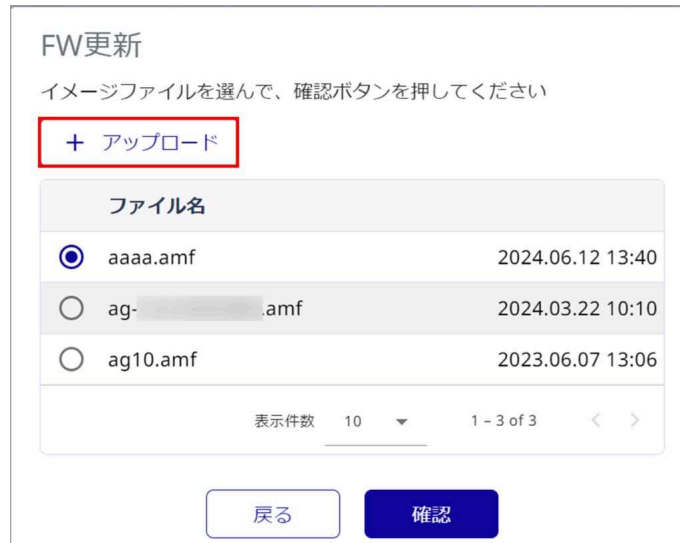 FW更新
イメージファイルを選んで、確認ボタンを押してください
+ アップロード
ファイル名
aaaa.amf 2024.06.12 13:40
ag- .amf 2024.03.22 10:10
ag10.amf 2023.06.07 13:06
表示件数 10 1 – 3 of 3
戻る 確認